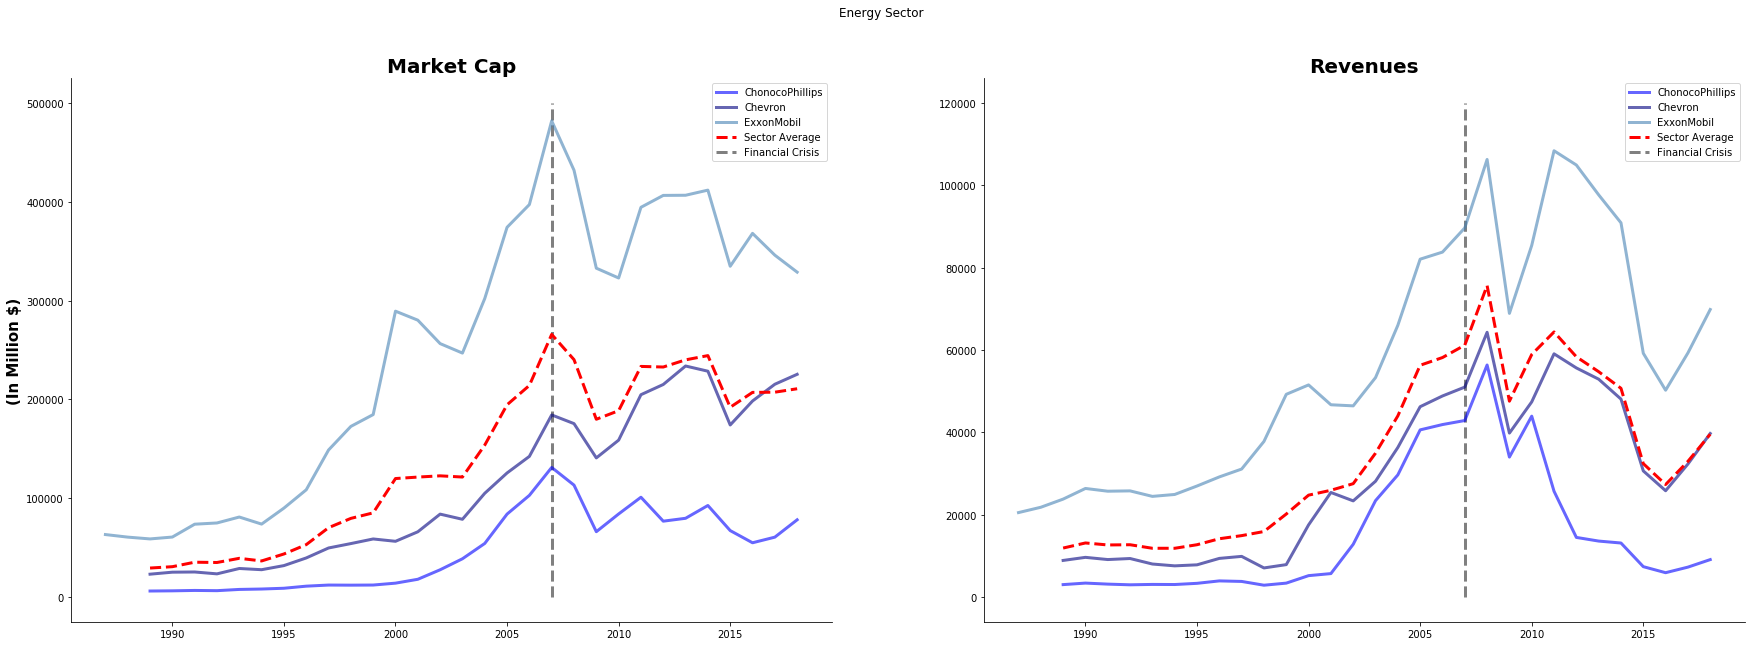 Energy Sector
Market Cap
(In Million $)
500000
400000
300000
200000
100000
0
1990
1995
2000
2005
2010
2015
ChonocoPhillips
Chevron
ExxonMobil
Sector Average
Financial Crisis
Revenues
120000
100000
80000
60000
40000
20000
0
1990
1995
2000
2005
2010
2015
ChonocoPhillips
Chevron
ExxonMobil
Sector Average
Financial Crisis